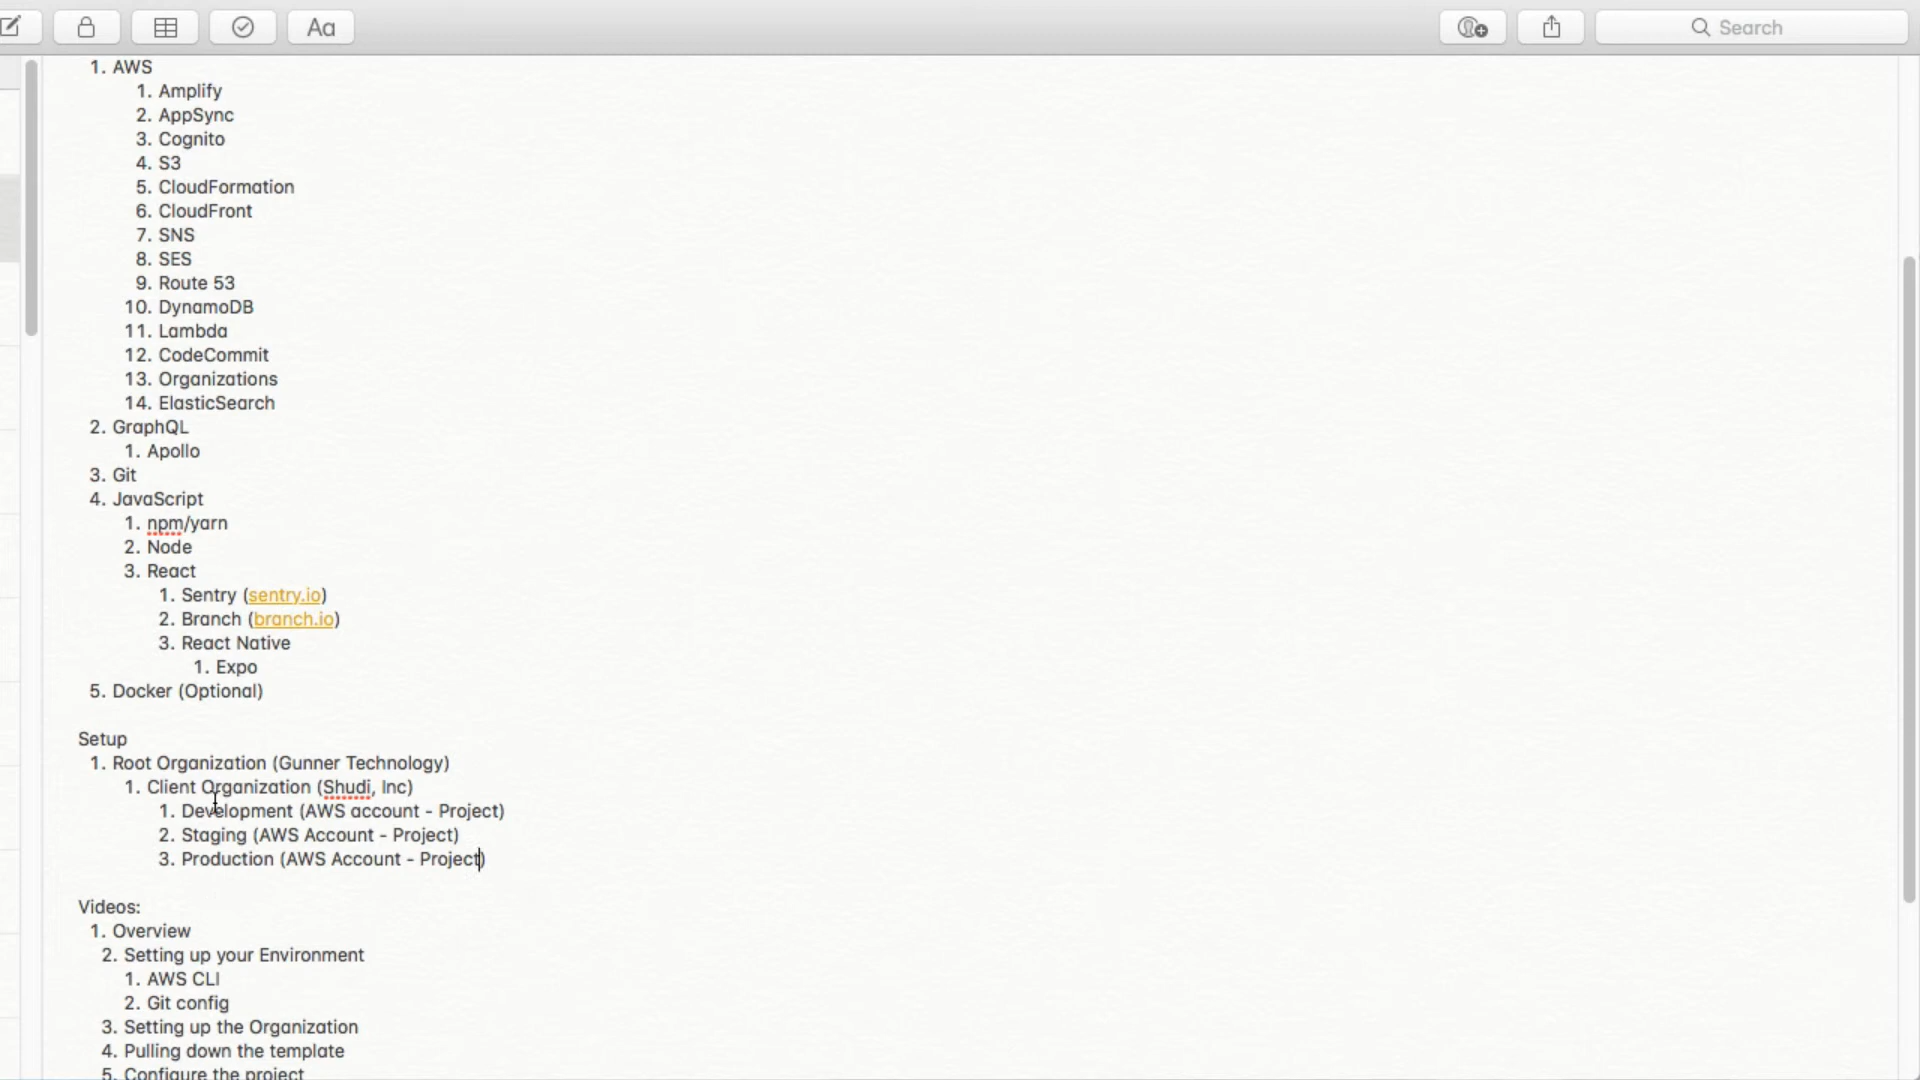 Aa
Search
1. AWS
1. Amplify
2. AppSync
3. Cognito
4. S3
5. CloudFormation
6. CloudFront
7. SNS
8. SES
9. Route 53
10. DynamoDB
11. Lambda
12. CodeCommit
13. Organizations
14. ElasticSearch
2. GraphQL
1. Apollo
3. Git
4. JavaScript
1. npm/yarn
2. Node
3. React
1. Sentry (sentry.io)
2. Branch (branch.io)
3. React Native
1. Expo
5. Docker (Optional)
Setup
1. Root Organization (Gunner Technology)
1. Client Organization (Shudi, Inc)
1. Development (AWS account - Project)
2. Staging (AWS Account - Project)
3. Production (AWS Account - Project)
Videos:
1. Overview
2. Setting up your Environment
1. AWS CLI
2. Git config
3. Setting up the Organization
4. Pulling down the template
5. Configure the project